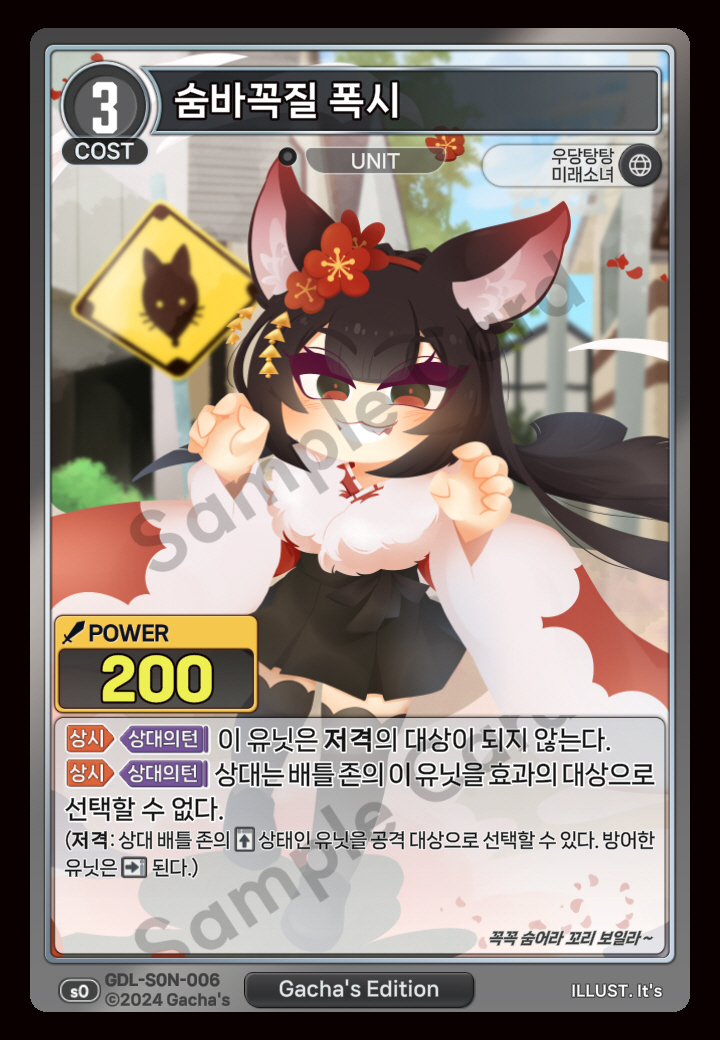 3
COST
숨바꼭질 폭시
UNIT
우당탕탕
미래소녀
Sample Card
POWER
200
상시 상대의턴 이 유닛은 저격의 대상이 되지 않는다.
상시 상대의턴 상대는 배틀 존의 이 유닛을 효과의 대상으로
선택할 수 없다.
(저격: 상대 배틀 존의 상태인 유닛을 공격 대상으로 선택할 수 있다. 방어한
유닛은 된다.)
Sample Card
꼭꼭 숨어라 꼬리 보일라~
s0
GDL-S0N-006
©2024 Gacha's
Gacha's Edition
ILLUST. It's